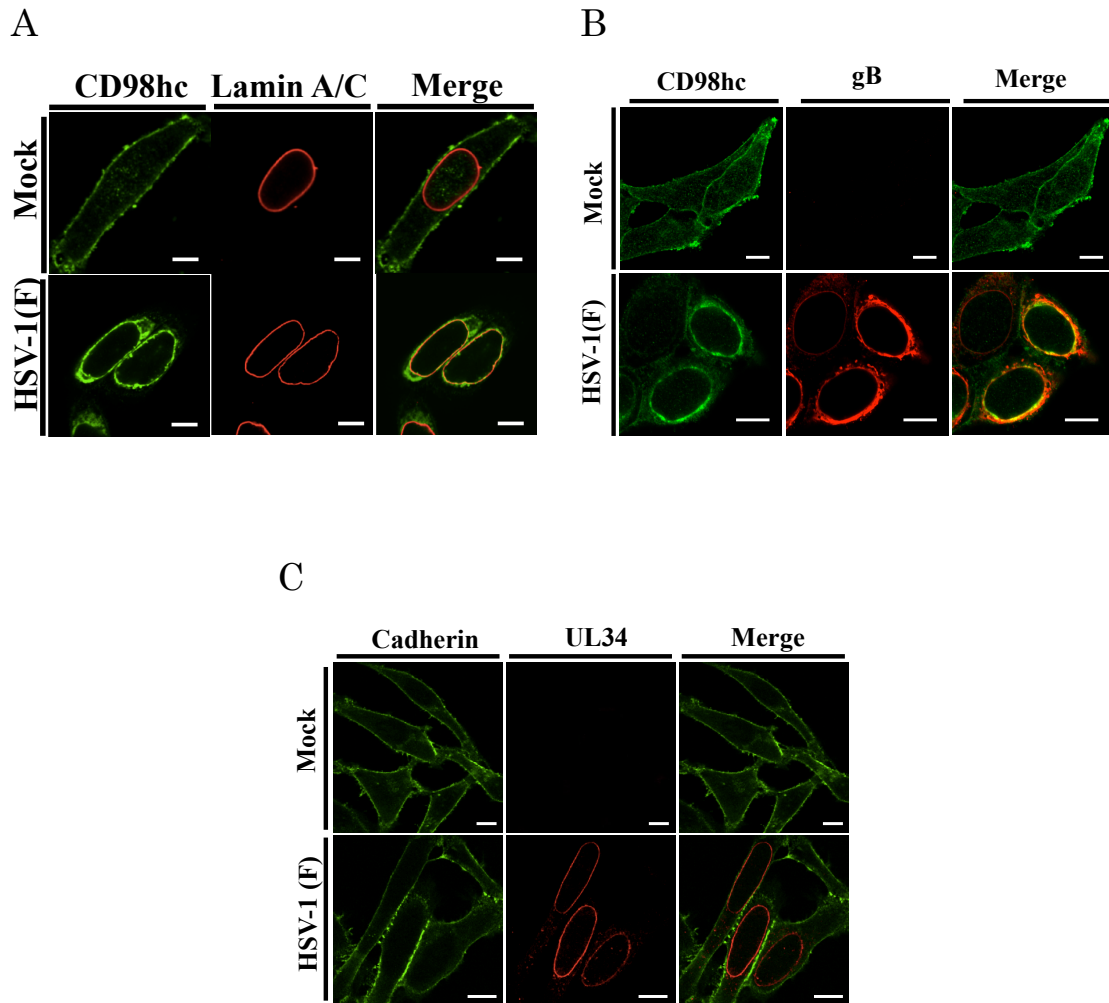 A
CD98hc Lamin A/C Merge
Mock
HSV-1(F)
B
CD98hc gB Merge
Mock
HSV-1(F)
C
Cadherin UL34 Merge
Mock
HSV-1 (F)